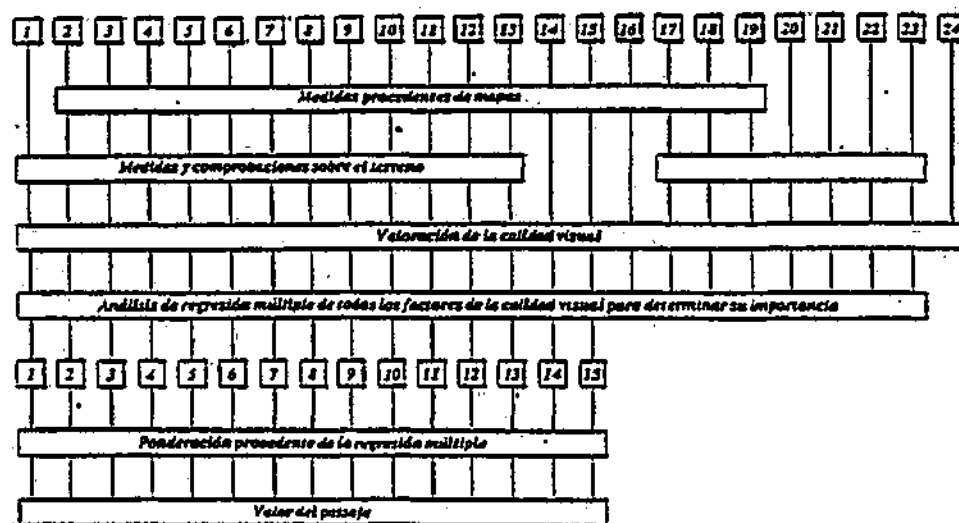 1 2 3 4 5 6 7 8 9 10 11 12 13 14 15 16 17 18 19 20 21 22 23 24
Medidas procedentes de mapas
Medidas y comprobaciones sobre el terreno
Valoración de la calidad visual
Análisis de regresión múltiple de todos los factores de la calidad visual para determinar su importancia
1 2 3 4 5 6 7 8 9 10 11 12 13 14 15
Ponderación procedente de la regresión múltiple
Valor del paisaje